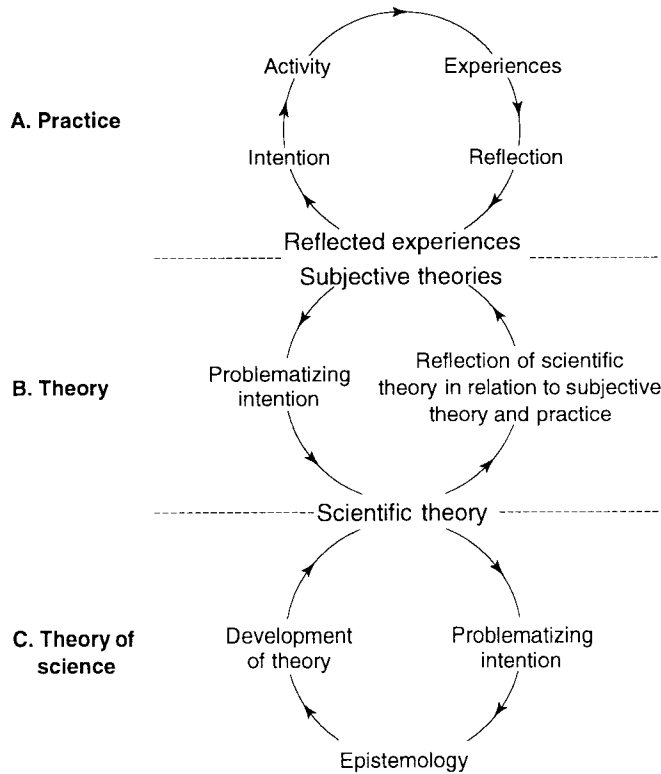 Activity
Experiences
A. Practice
Intention
Reflection
Reflected experiences
Subjective theories
Problematizing
intention
Reflection of scientific
theory in relation to subjective
theory and practice
B. Theory
Scientific theory
C. Theory of
science
Development
of theory
Problematizing
intention
Epistemology